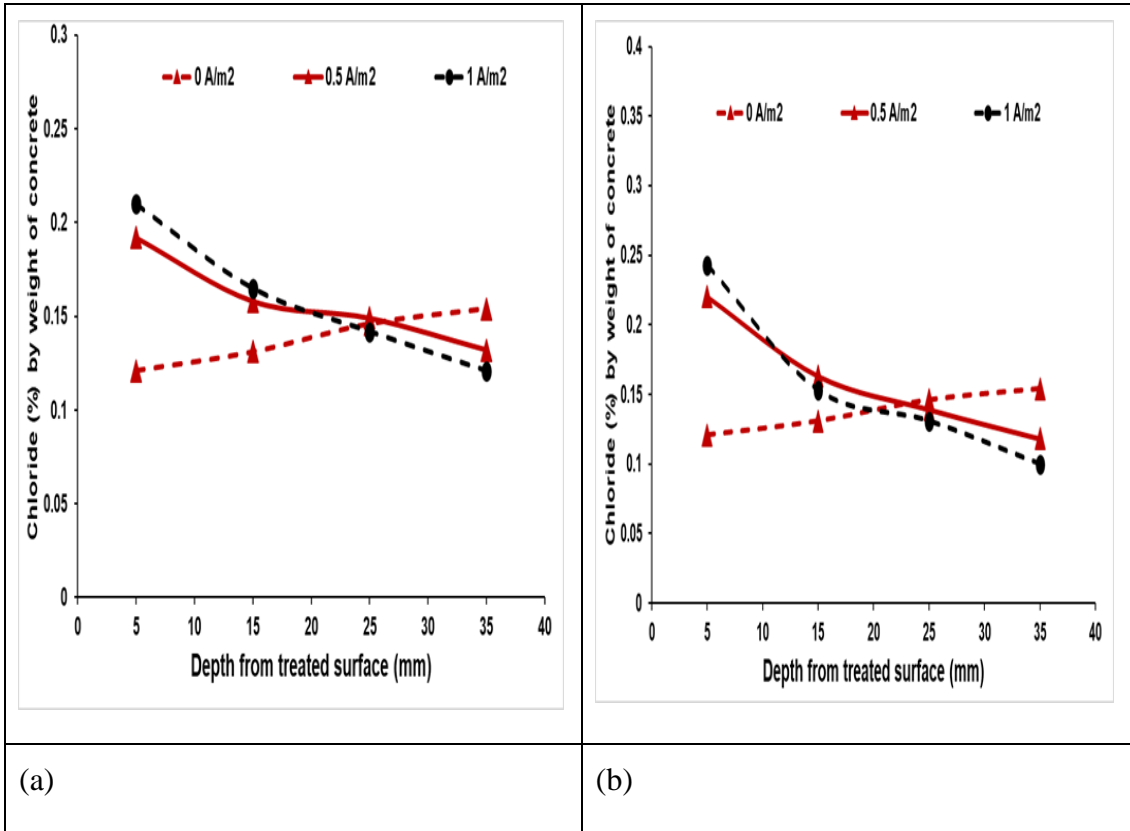 0 A/m2 0.5 A/m2 1 A/m2
Chloride (%) by weight of concrete
0.3
0.25
0.2
0.15
0.1
0.05
0
0 5 10 15 20 25 30 35 40
Depth from treated surface (mm)
(a)
0 A/m2 0.5 A/m2 1 A/m2
Chloride (%) by weight of concrete
0.4
0.35
0.3
0.25
0.2
0.15
0.1
0.05
0
0 5 10 15 20 25 30 35 40
Depth from treated surface (mm)
(b)